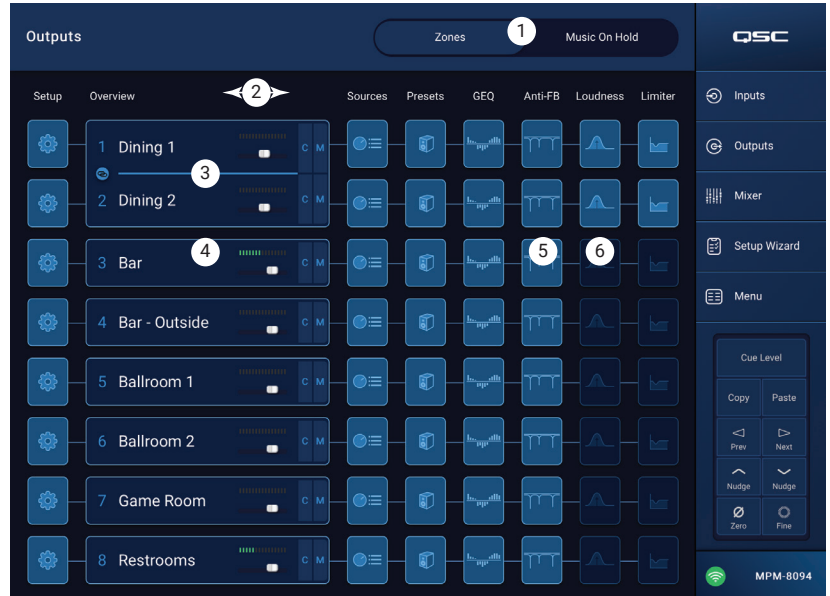 Outputs
Zones
1
Music On Hold
QSC
Setup
Overview
2
Sources
Presets
GEQ
Anti-FB
Loudness
Limiter
1 Dining 1
C M
3
2 Dining 2
C M
3 Bar
4
C M
5
6
4 Bar - Outside
C M
5 Ballroom 1
C M
6 Ballroom 2
C M
7 Game Room
C M
8 Restrooms
C M
Inputs
Outputs
Mixer
Setup Wizard
Menu
Cue Level
Copy
Paste
Prev
Next
Nudge
Nudge
Zero
Fine
MPM-8094